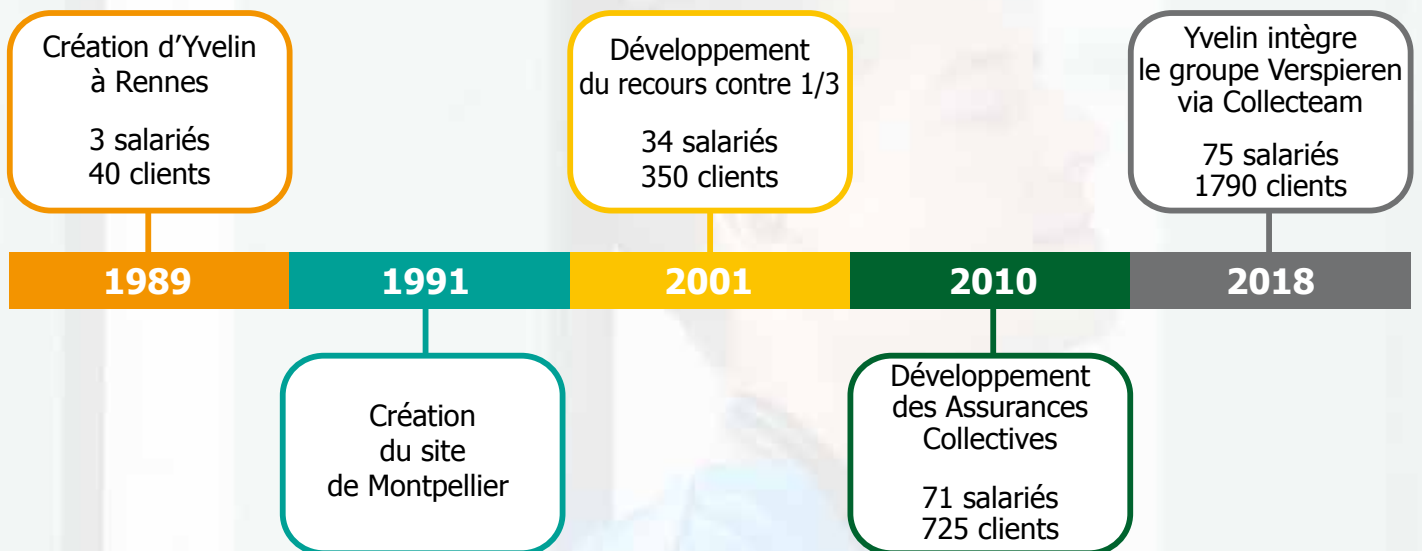 Création d'Yvelin
à Rennes
3 salariés
40 clients
Développement
du recours contre 1/3
34 salariés
350 clients
Yvelin intègre
le groupe Verspieren
via Collecteam
75 salariés
1790 clients
1989
1991
2001
2010
2018
Création
du site
de Montpellier
Développement
des Assurances
Collectives
71 salariés
725 clients